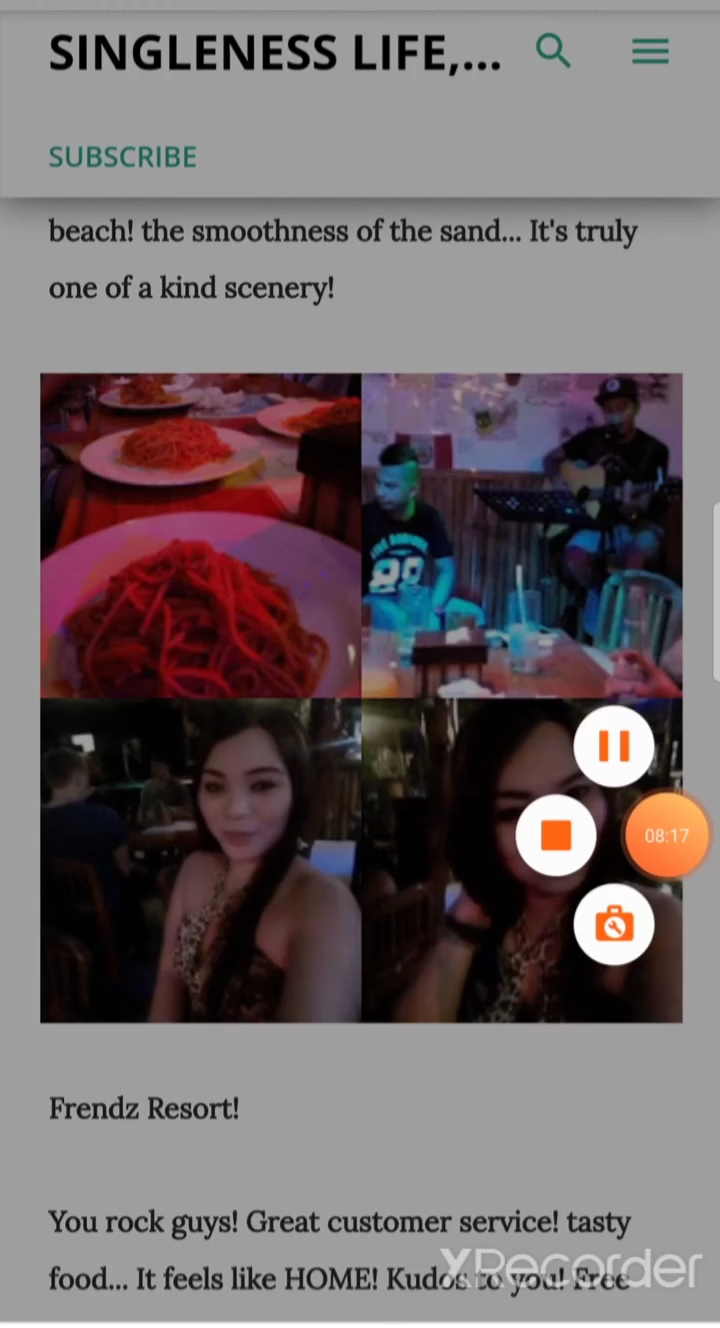 SINGLENESS LIFE,...
SUBSCRIBE
beach! the smoothness of the sand... It's truly
one of a kind scenery!
08:17
Frendz Resort!
You rock guys! Great customer service! tasty
food... It feels like HOME! Kudos to you! Free
XRecorder